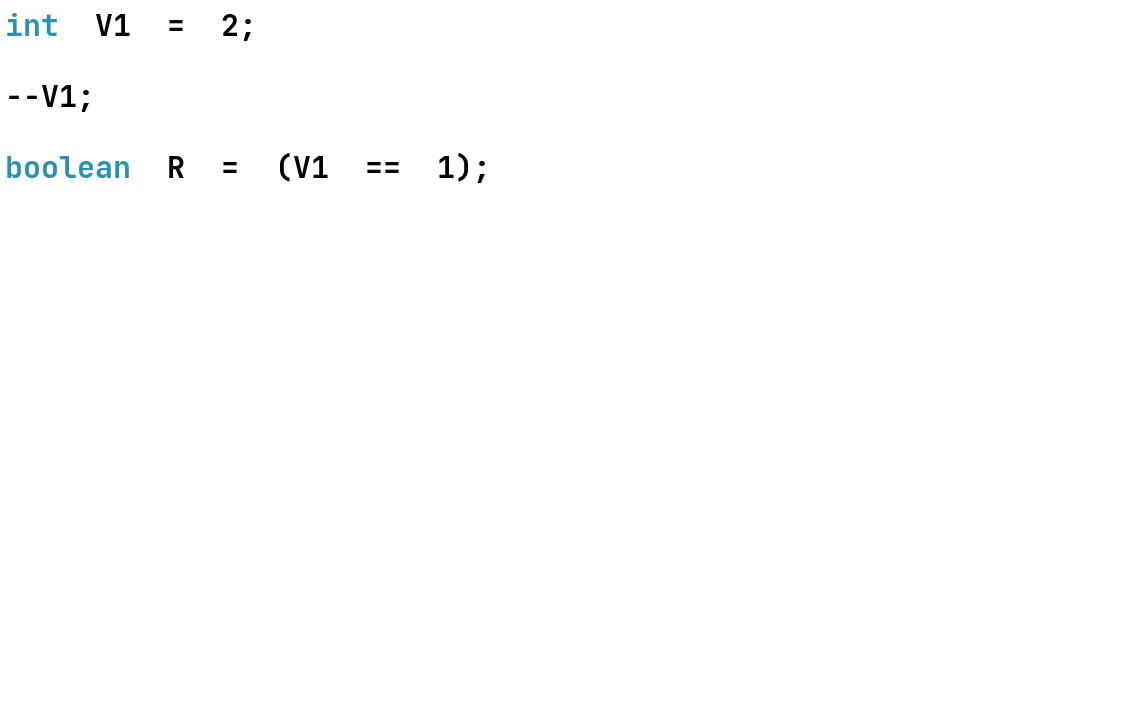 int  V1  =  2;
--V1;
boolean  R  =  (V1  ==  1);